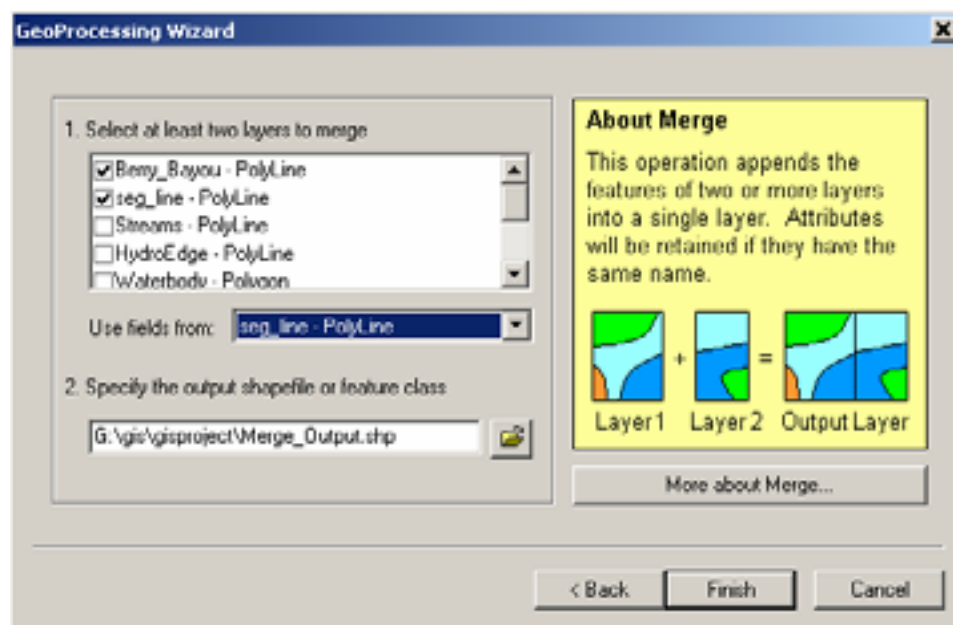 GeoProcessing Wizard
1. Select at least two layers to merge
Berry_Bayou - PolyLine
seg_line - PolyLine
Streams - PolyLine
HydroEdge - PolyLine
Waterbody - Polygon
Use fields from: seg_line - PolyLine
2. Specify the output shapefile or feature class
G:\gis\gisproject\Merge_Output.shp
About Merge
This operation appends the
features of two or more layers
into a single layer. Attributes
will be retained if they have the
same name.
+ =
Layer 1 Layer 2 Output Layer
More about Merge...
< Back Finish Cancel